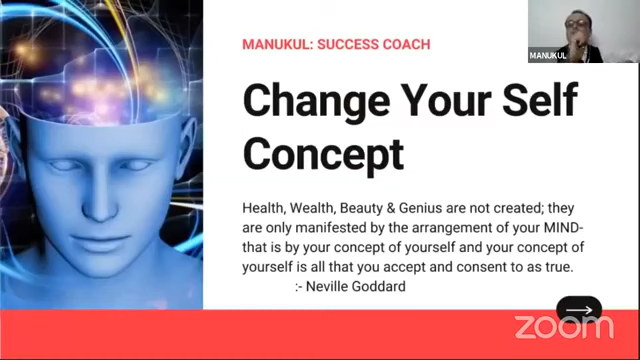 MANUKUL: SUCCESS COACH
MANUKUL
Change Your Self
Concept
Health, Wealth, Beauty & Genius are not created; they
are only manifested by the arrangement of your MIND-
that is by your concept of yourself and your concept of
yourself is all that you accept and consent to as true.
:- Neville Goddard
zoom